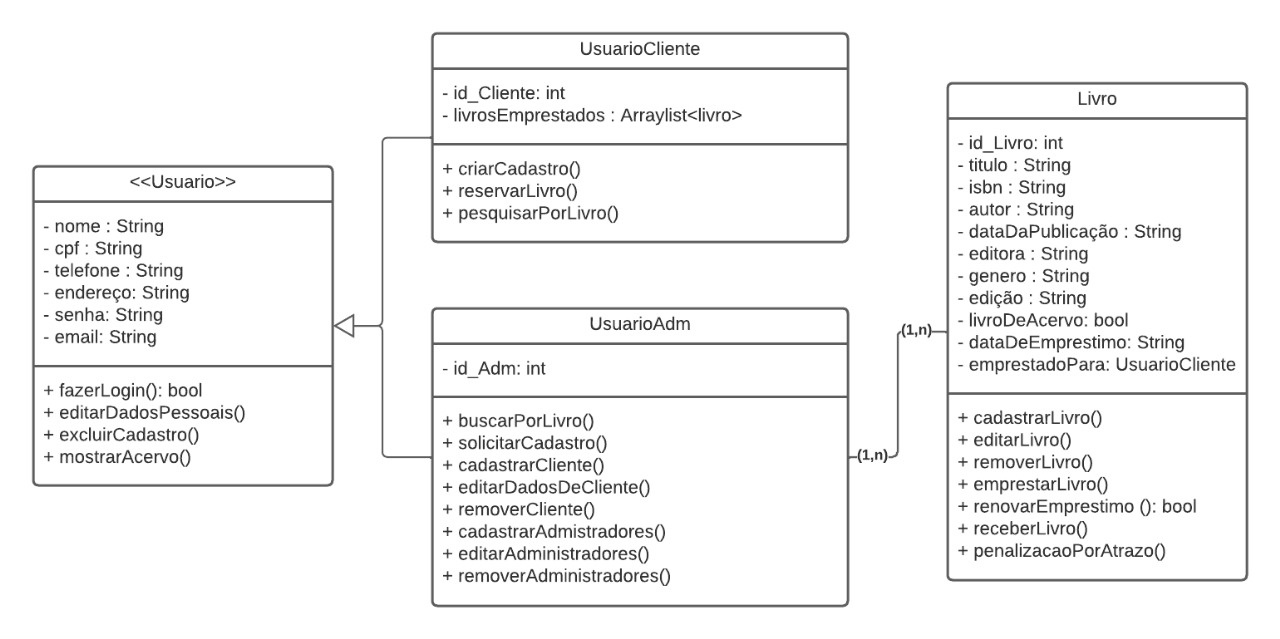 <<Usuario>>
- nome : String
- cpf : String
- telefone : String
- endereço: String
- senha: String
- email: String
+ fazerLogin(): bool
+ editarDadosPessoais()
+ excluirCadastro()
+ mostrarAcervo()
UsuarioCliente
- id_Cliente: int
- livrosEmprestados : Arraylist<livro>
+ criarCadastro()
+ reservarLivro()
+ pesquisarPorLivro()
UsuarioAdm
- id_Adm: int
+ buscarPorLivro()
+ solicitarCadastro()
+ cadastrarCliente()
+ editarDadosDeCliente()
+ removerCliente()
+ cadastrarAdmistradores()
+ editarAdministradores()
+ removerAdministradores()
(1,n)
(1,n)
Livro
- id_Livro: int
- titulo : String
- isbn : String
- autor : String
- dataDaPublicação : String
- editora : String
- genero : String
- edição : String
- livroDeAcervo: bool
- dataDeEmprestimo: String
- emprestadoPara: UsuarioCliente
+ cadastrarLivro()
+ editarLivro()
+ removerLivro()
+ emprestarLivro()
+ renovarEmprestimo (): bool
+ receberLivro()
+ penalizacaoPorAtrazo()